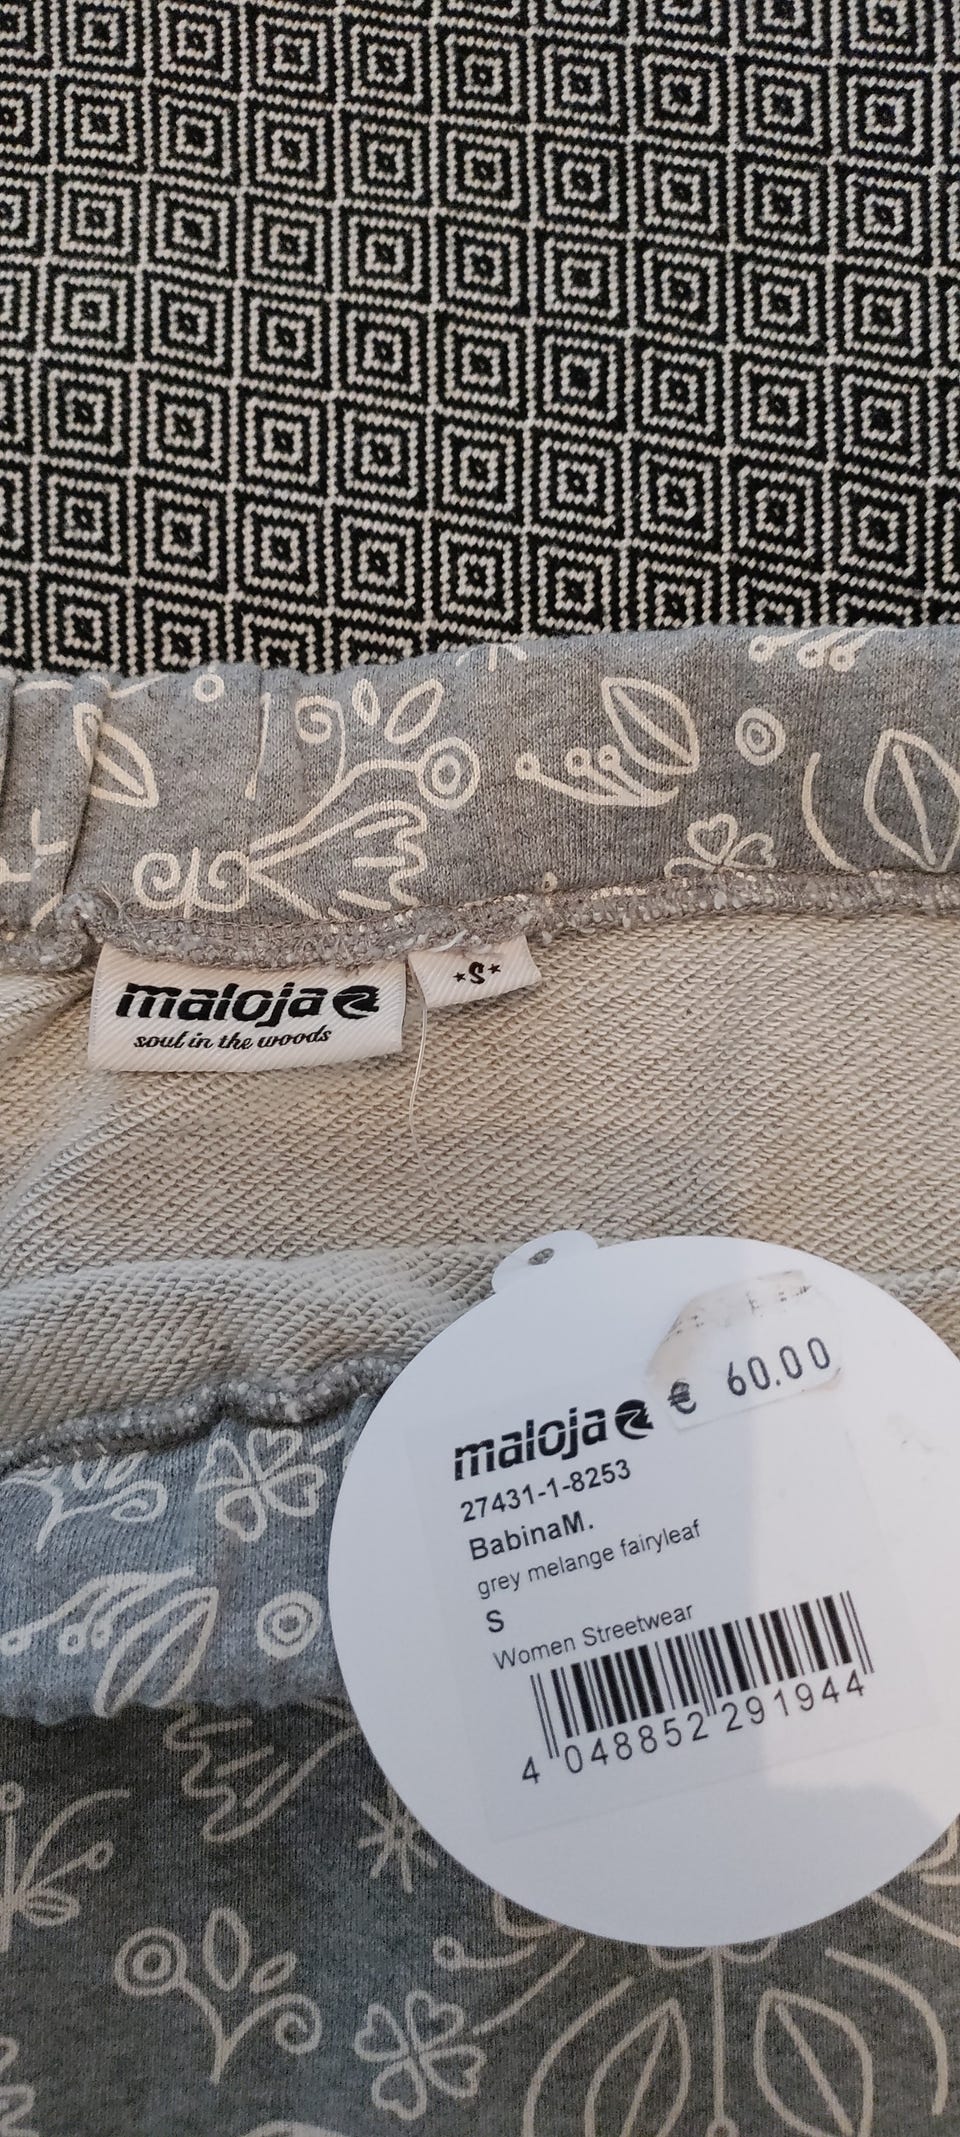 maloja
soul in the woods
*S*
€ 60.00
maloja
27431-1-8253
BabinaM.
grey melange fairyleaf
S
Women Streetwear
4 048852 291944